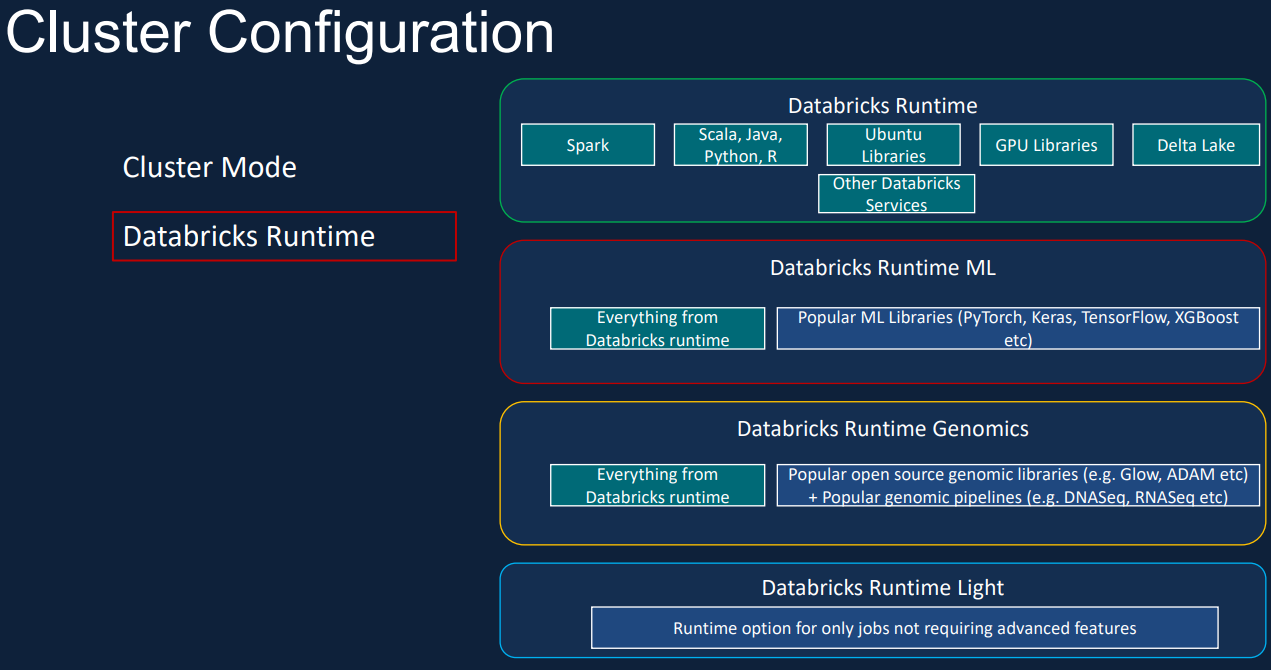 Cluster Configuration
Cluster Mode
Databricks Runtime
Databricks Runtime
Spark
Scala, Java,
Python, R
Ubuntu
Libraries
GPU Libraries
Delta Lake
Other Databricks
Services
Databricks Runtime ML
Everything from
Databricks runtime
Popular ML Libraries (PyTorch, Keras, TensorFlow, XGBoost
etc)
Databricks Runtime Genomics
Everything from
Databricks runtime
Popular open source genomic libraries (e.g. Glow, ADAM etc)
+ Popular genomic pipelines (e.g. DNASeq, RNASeq etc)
Databricks Runtime Light
Runtime option for only jobs not requiring advanced features